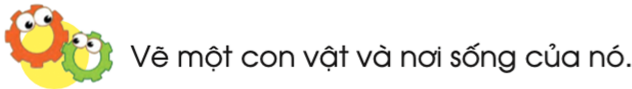 Vẽ một con vật và nơi sống của nó.